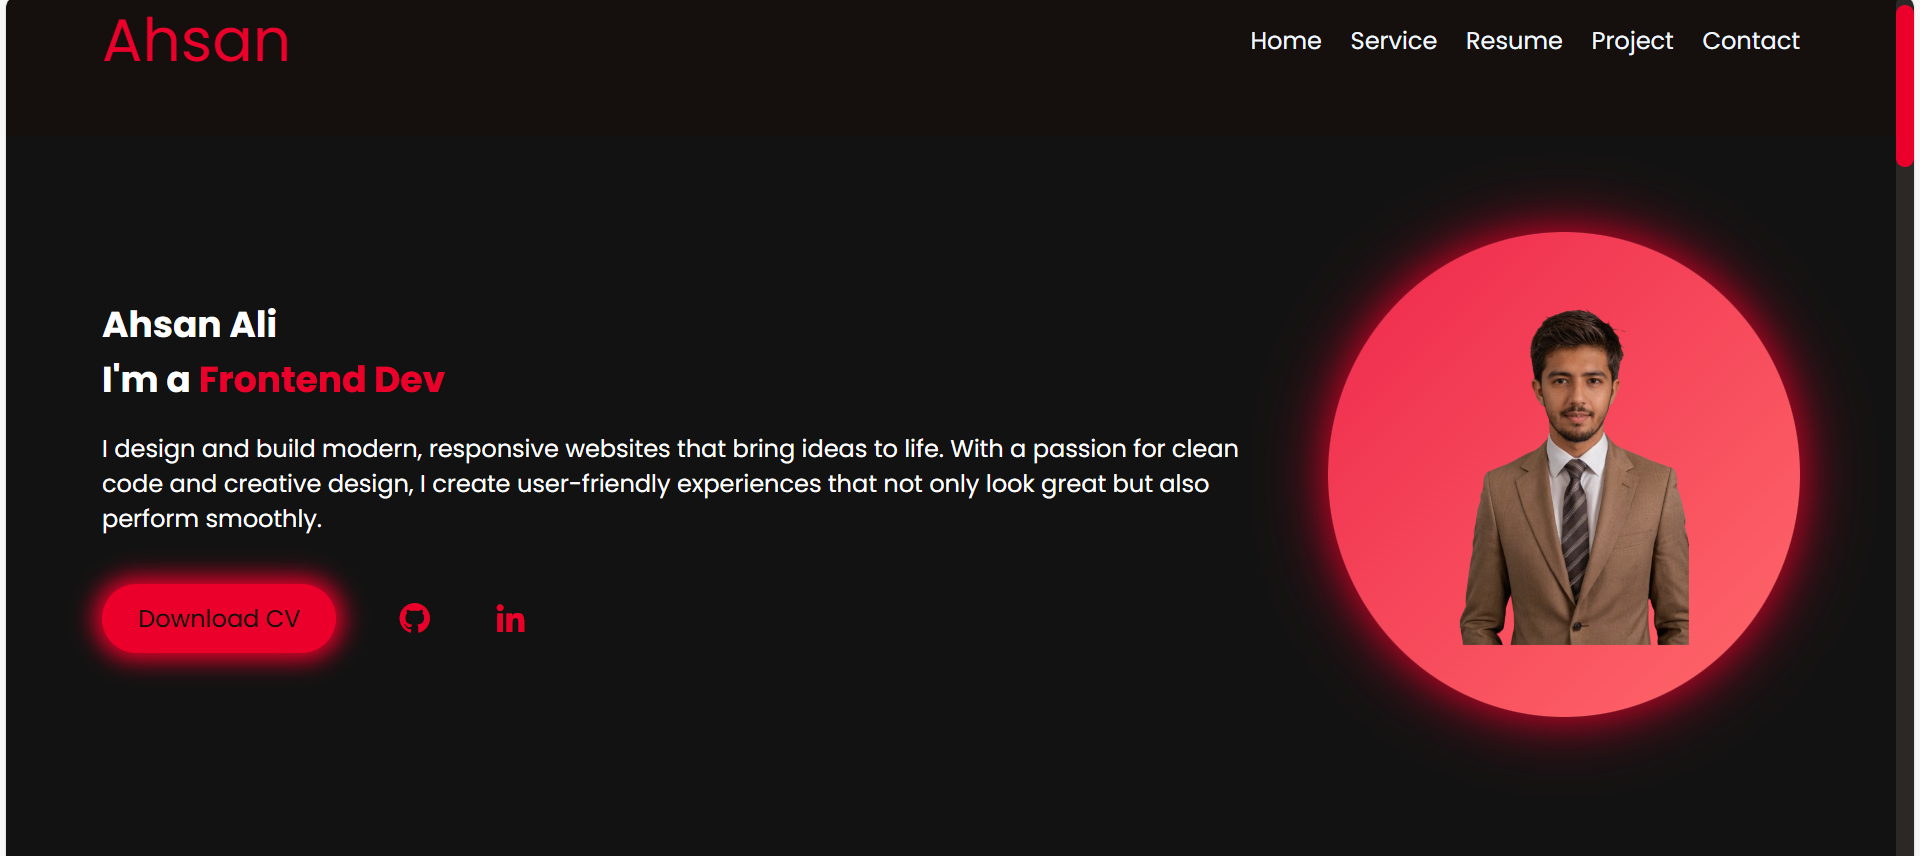 Ahsan
Home Service Resume Project Contact
Ahsan Ali
I'm a Frontend Dev
I design and build modern, responsive websites that bring ideas to life. With a passion for clean
code and creative design, I create user-friendly experiences that not only look great but also
perform smoothly.
Download CV
in